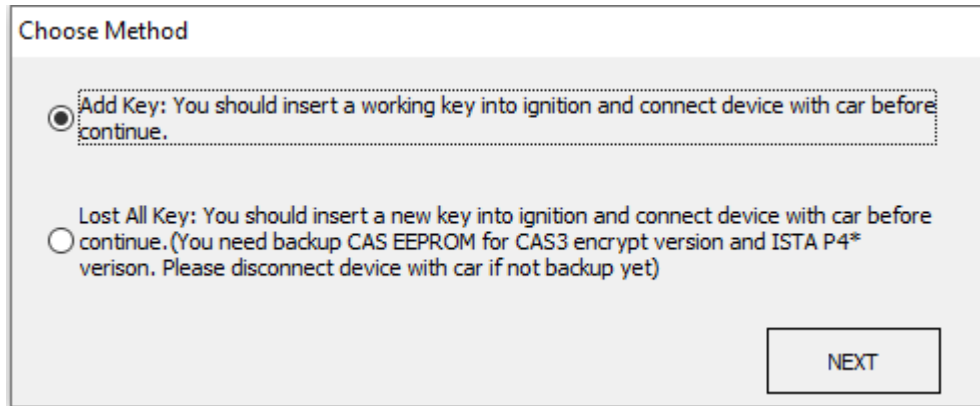 Choose Method
Add Key: You should insert a working key into ignition and connect device with car before
continue.
Lost All Key: You should insert a new key into ignition and connect device with car before
continue.(You need backup CAS EEPROM for CAS3 encrypt version and ISTA P4*
verison. Please disconnect device with car if not backup yet)
NEXT